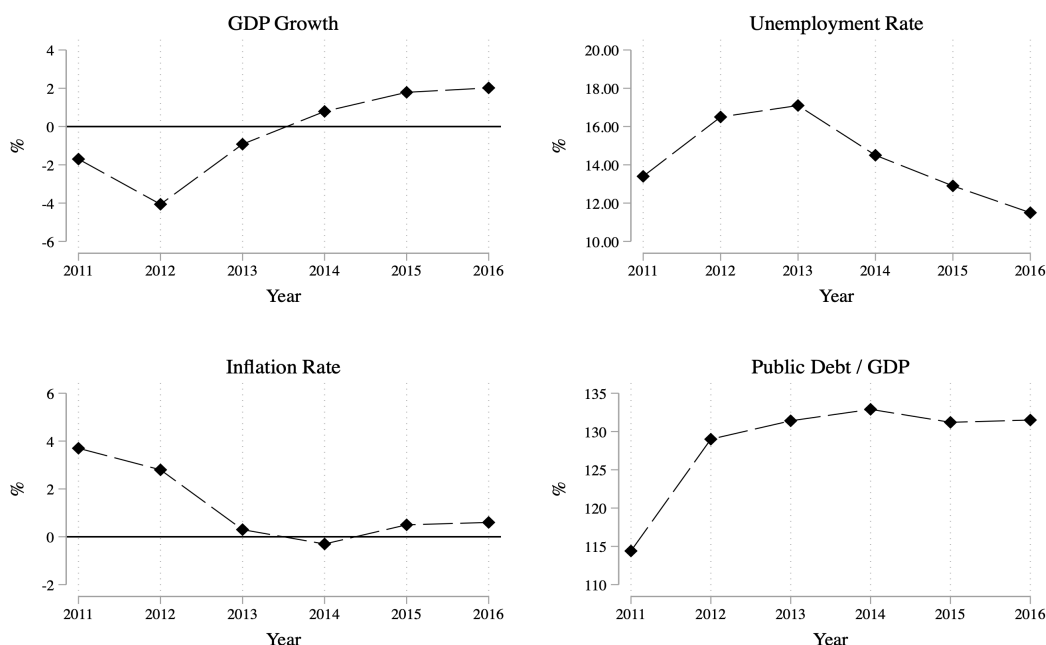 GDP Growth
4
2
0
-2
-4
-6
%
2011 2012 2013 2014 2015 2016
Year
Unemployment Rate
20.00
18.00
16.00
14.00
12.00
10.00
%
2011 2012 2013 2014 2015 2016
Year
Inflation Rate
6
4
2
0
-2
%
2011 2012 2013 2014 2015 2016
Year
Public Debt / GDP
135
130
125
120
115
110
%
2011 2012 2013 2014 2015 2016
Year